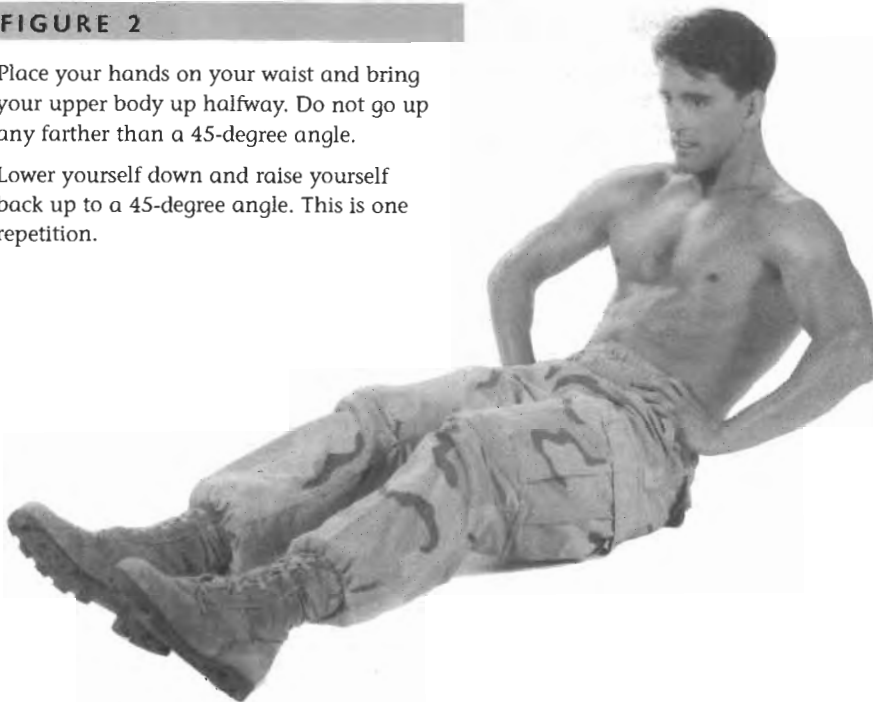 FIGURE 2
Place your hands on your waist and bring
your upper body up halfway. Do not go up
any farther than a 45-degree angle.
Lower yourself down and raise yourself
back up to a 45-degree angle. This is one
repetition.